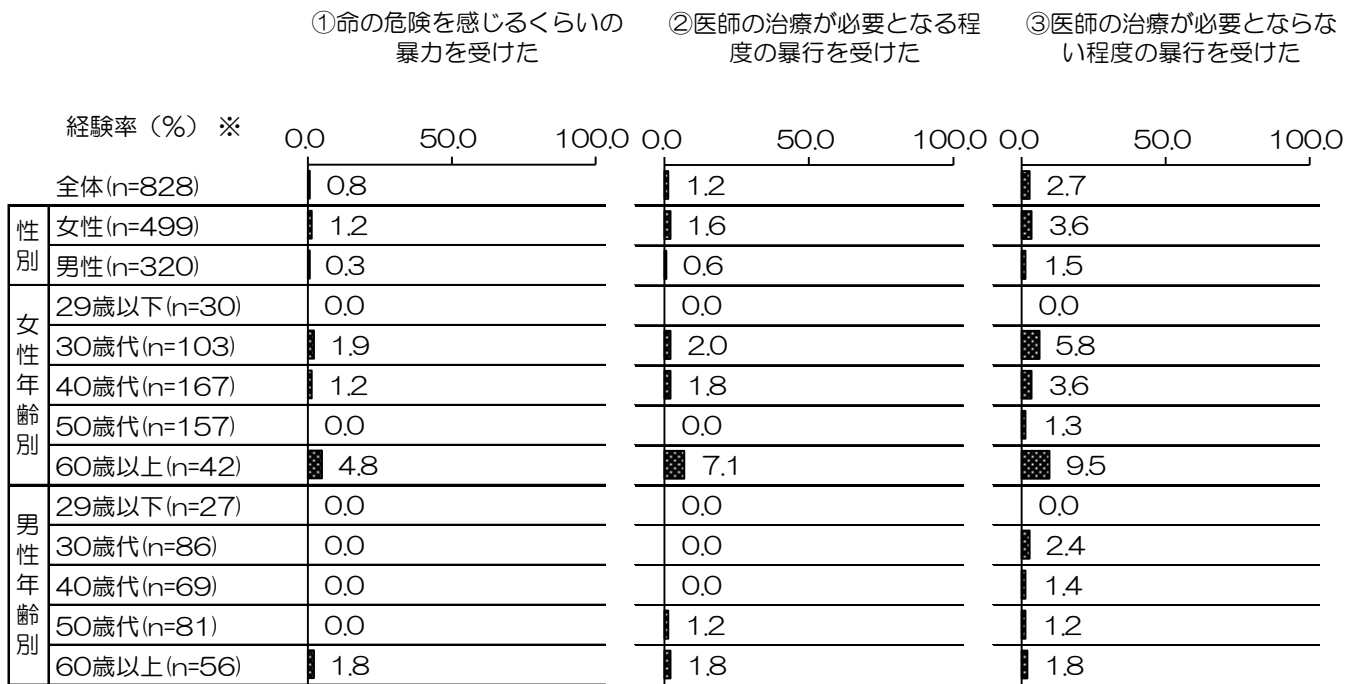 ①命の危険を感じるくらいの
暴力を受けた
②医師の治療が必要となる程
度の暴行を受けた
③医師の治療が必要とならな
い程度の暴行を受けた
経験率（%）※
0.0 50.0 100.0 0.0 50.0 100.0 0.0 50.0 100.0
全体(n=828) 0.8 1.2 2.7
性別
女性(n=499) 1.2 1.6 3.6
男性(n=320) 0.3 0.6 1.5
女性年齢別
29歳以下(n=30) 0.0 0.0 0.0
30歳代(n=103) 1.9 2.0 5.8
40歳代(n=167) 1.2 1.8 3.6
50歳代(n=157) 0.0 0.0 1.3
60歳以上(n=42) 4.8 7.1 9.5
男性年齢別
29歳以下(n=27) 0.0 0.0 0.0
30歳代(n=86) 0.0 0.0 2.4
40歳代(n=69) 0.0 0.0 1.4
50歳代(n=81) 0.0 1.2 1.2
60歳以上(n=56) 1.8 1.8 1.8